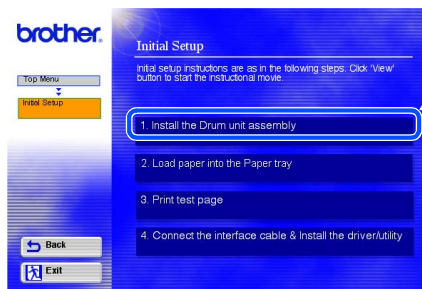 brother.
Top Menu
Initial Setup
Back
Exit
Initial Setup
Initial setup instructions are as in the following steps. Click 'View'
button to start the instructional movie.
1. Install the Drum unit assembly
2. Load paper into the Paper tray
3. Print test page
4. Connect the interface cable & Install the driver/utility